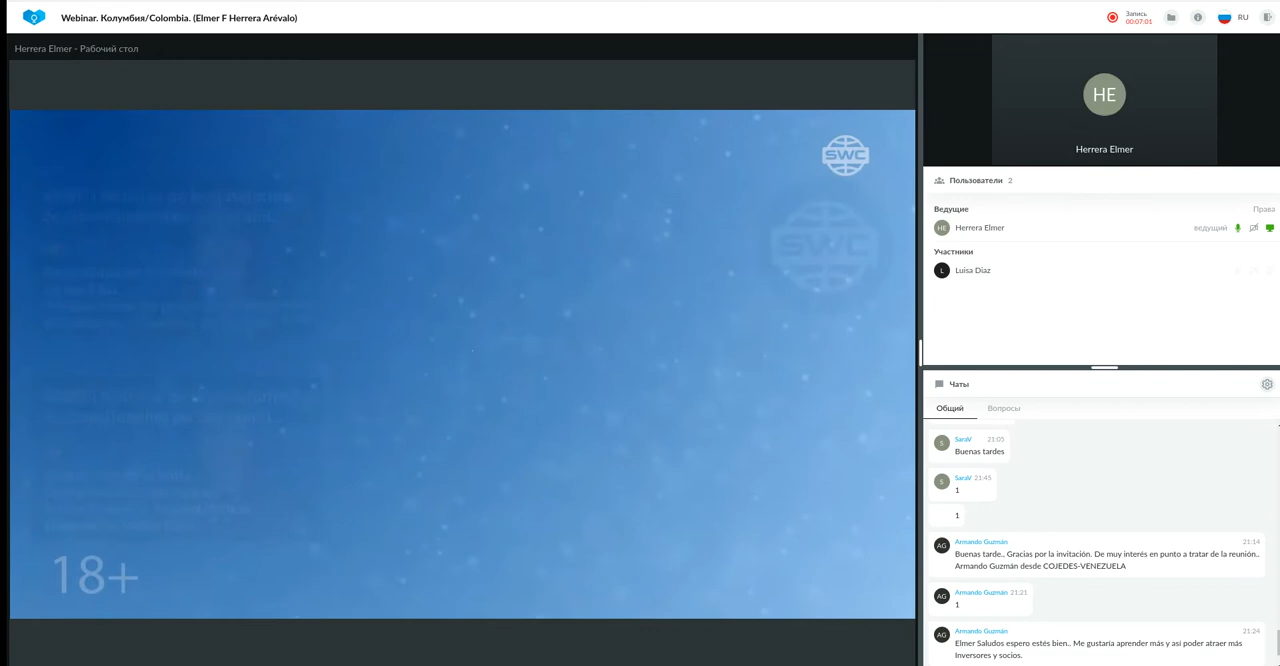 Webinar. Колумбия/Colombia. (Elmer F Herrera Arévalo)
Запись
00:07:01
RU
Herrera Elmer - Рабочий стол
SWC
SWC
18+
HE
Herrera Elmer
Пользователи 2
Ведущие
Права
HE
Herrera Elmer
ведущий
Участники
L
Luisa Diaz
Чаты
Общий
Вопросы
S
SaraV 21:05
Buenas tardes
S
SaraV 21:45
1
1
AG
Armando Guzmán 21:14
Buenas tarde.. Gracias por la invitación. De muy interés en punto a tratar de la reunión..
Armando Guzmán desde COJEDES-VENEZUELA
AG
Armando Guzmán 21:21
1
AG
Armando Guzmán 21:24
Elmer Saludos espero estés bien.. Me gustaría aprender más y así poder atraer más
Inversores y socios.